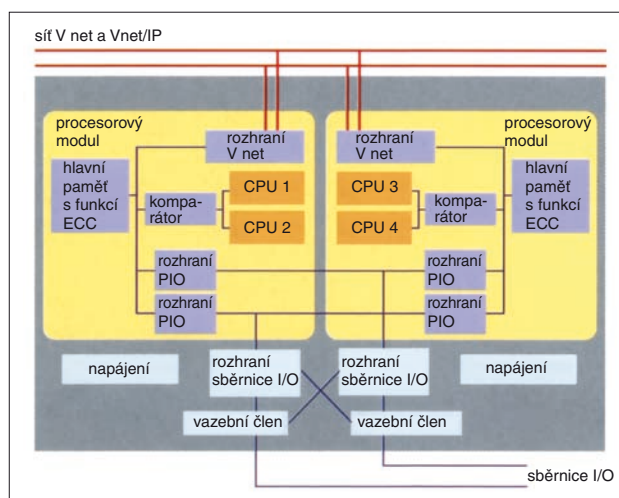 síť V net a Vnet/IP
procesorový
modul
rozhraní
V net
hlavní
paměť
s funkcí
ECC
kompa-
rátor
CPU 1
CPU 2
rozhraní
PIO
rozhraní
PIO
rozhraní
V net
procesorový
modul
CPU 3
CPU 4
kompa-
rátor
hlavní
paměť
s funkcí
ECC
rozhraní
PIO
rozhraní
PIO
napájení
rozhraní
sběrnice I/O
rozhraní
sběrnice I/O
napájení
vazební člen
vazební člen
sběrnice I/O